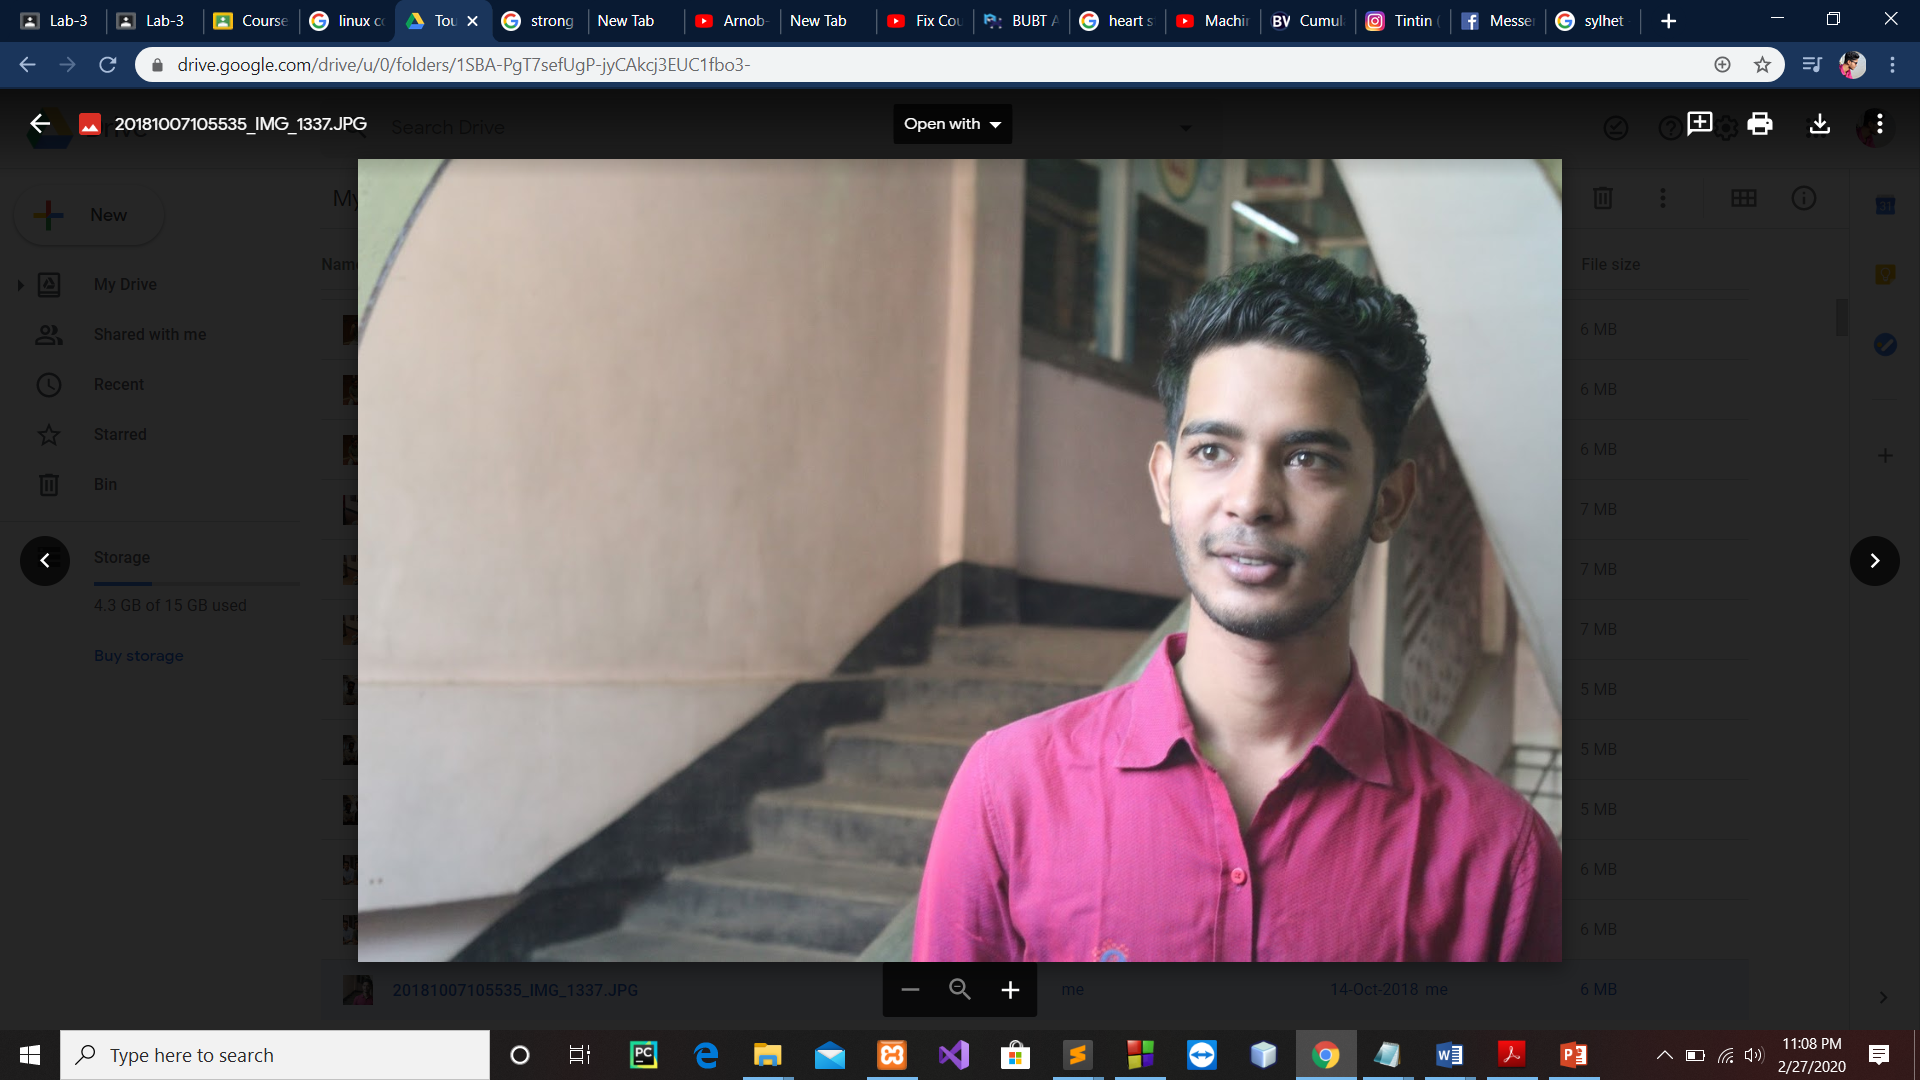 Lab-3
Lab-3
Course
linux co
Tou
strong
New Tab
Arnob-
New Tab
Fix Cou
BUBT A
heart s
Machin
Cumul
Tintin (
Messen
sylhet
drive.google.com/drive/u/0/folders/1SBA-PgT7sefUgP-jyCAkcj3EUC1fbo3-
20181007105535_IMG_1337.JPG
Search Drive
Open with
New
My
Name
File size
My Drive
6 MB
Shared with me
Recent
6 MB
Starred
6 MB
Bin
7 MB
Storage
7 MB
4.3 GB of 15 GB used
7 MB
Buy storage
5 MB
5 MB
5 MB
6 MB
6 MB
20181007105535_IMG_1337.JPG me 14-Oct-2018 me 6 MB
Type here to search
11:08 PM
2/27/2020